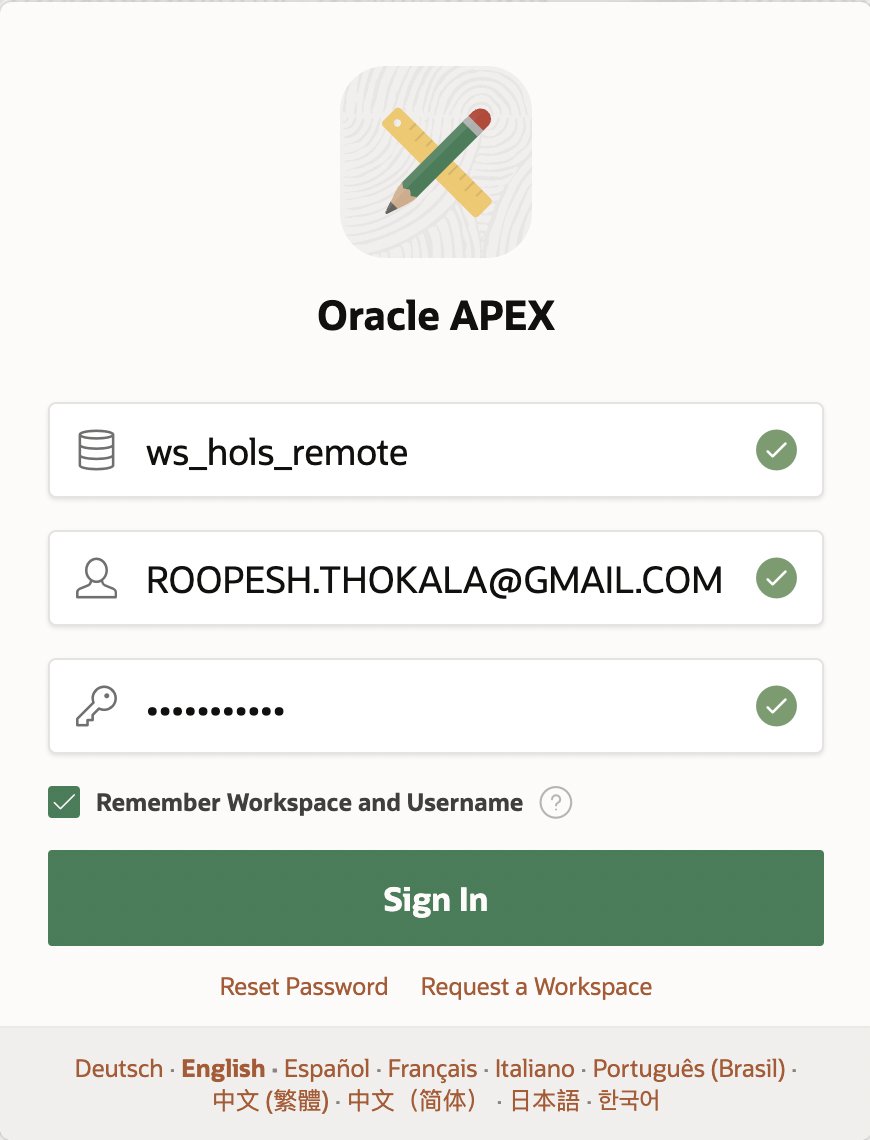 Oracle APEX
ws_hols_remote
ROOPESH.THOKALA@GMAIL.COM
•••••••••••
Remember Workspace and Username ?
Sign In
Reset Password Request a Workspace
Deutsch · English · Español · Français · Italiano · Português (Brasil) ·
中文 (繁體) · 中文（简体） · 日本語 · 한국어